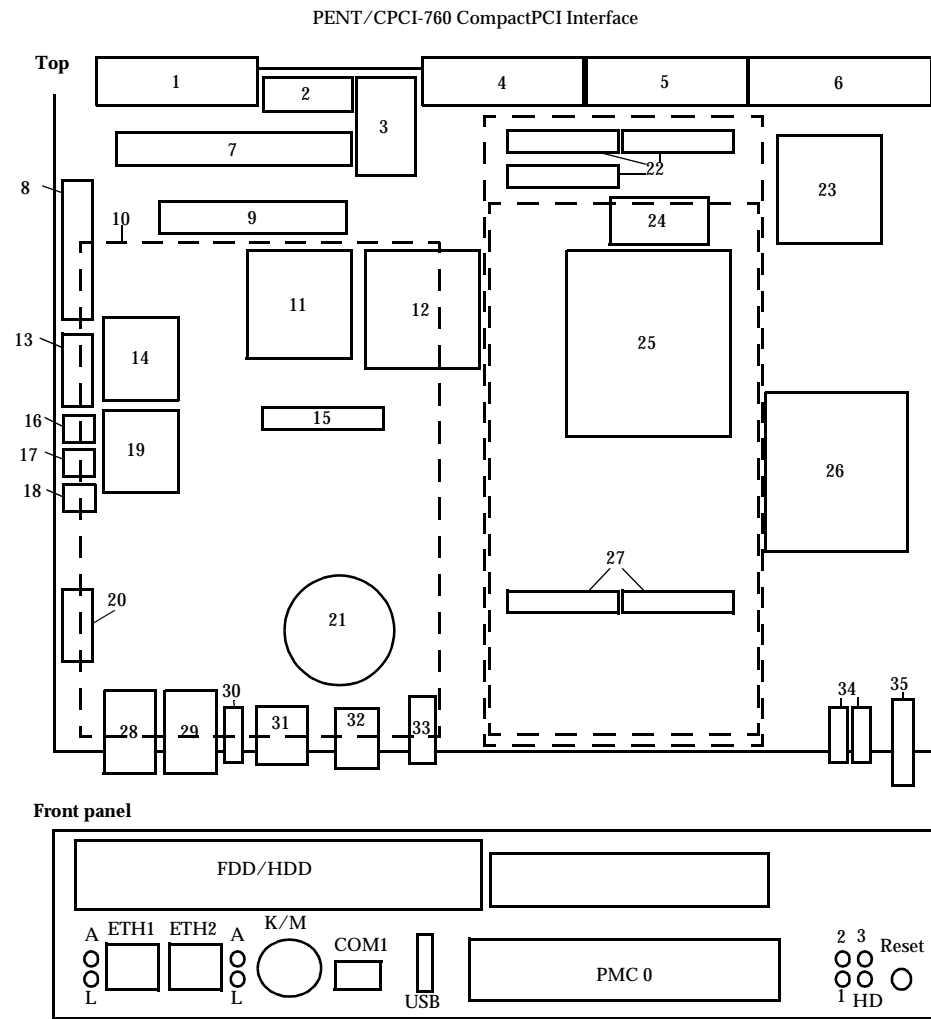 PENT/CPCI-760 CompactPCI Interface
Top
1
2
3
4
5
6
7
8
9
10
11
12
13
14
15
16
17
18
19
20
21
22
23
24
25
26
27
28
29
30
31
32
33
34
35
Front panel
FDD/HDD
A ETH1 ETH2 A
K/M
COM1
2 3
Reset
PMC 0
L
L
USB
1 HD